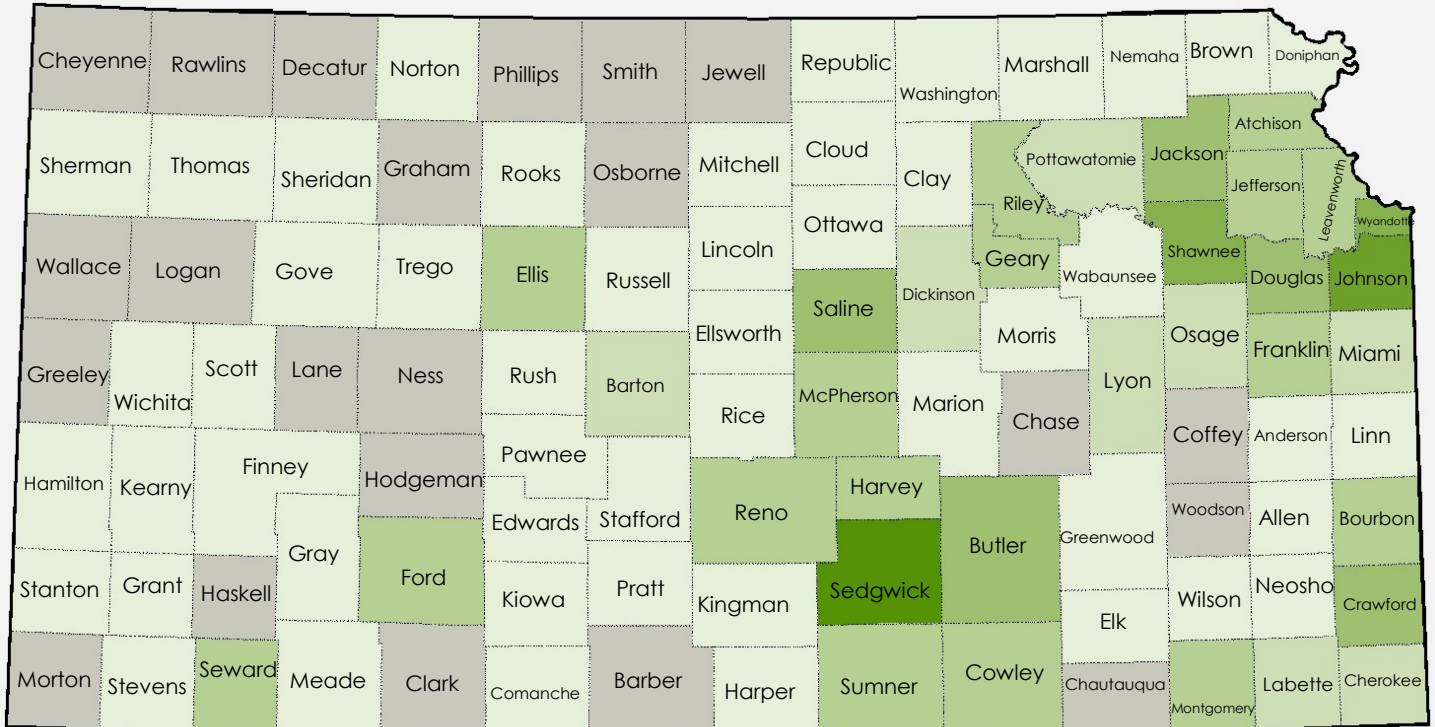 Cheyenne
Rawlins
Decatur
Norton
Phillips
Smith
Jewell
Republic
Washington
Marshall
Nemaha
Brown
Doniphan
Sherman
Thomas
Sheridan
Graham
Rooks
Osborne
Mitchell
Cloud
Clay
Riley
Pottawatomie
Jackson
Atchison
Jefferson
Leavenworth
Wyandotte
Wallace
Logan
Gove
Trego
Ellis
Russell
Lincoln
Ottawa
Saline
Dickinson
Geary
Wabaunsee
Shawnee
Douglas
Johnson
Greeley
Wichita
Scott
Lane
Ness
Rush
Barton
Ellsworth
Rice
McPherson
Marion
Morris
Chase
Lyon
Osage
Franklin
Miami
Coffey
Anderson
Linn
Hamilton
Kearny
Finney
Hodgeman
Pawnee
Edwards
Stafford
Reno
Harvey
Butler
Greenwood
Woodson
Allen
Bourbon
Stanton
Grant
Haskell
Gray
Ford
Kiowa
Pratt
Kingman
Sedgwick
Elk
Wilson
Neosho
Crawford
Morton
Stevens
Seward
Meade
Clark
Comanche
Barber
Harper
Sumner
Cowley
Chautauqua
Montgomery
Labette
Cherokee